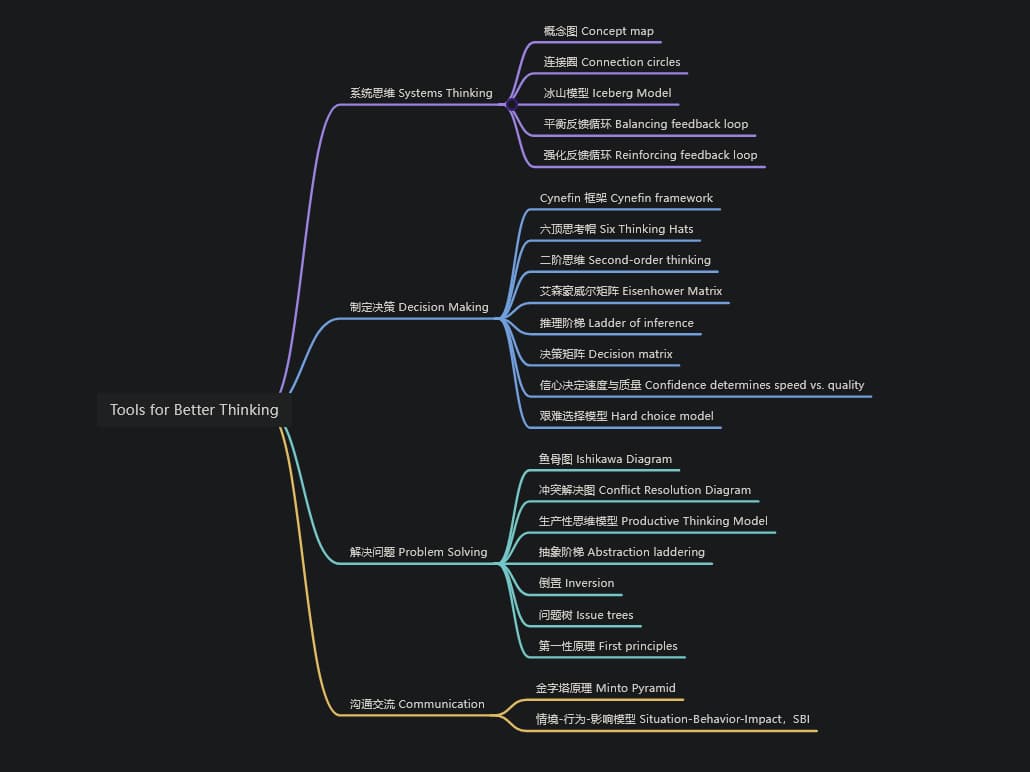 Tools for Better Thinking
系统思维 Systems Thinking
概念图 Concept map
连接圈 Connection circles
冰山模型 Iceberg Model
平衡反馈循环 Balancing feedback loop
强化反馈循环 Reinforcing feedback loop
制定决策 Decision Making
Cynefin 框架 Cynefin framework
六顶思考帽 Six Thinking Hats
二阶思维 Second-order thinking
艾森豪威尔矩阵 Eisenhower Matrix
推理阶梯 Ladder of inference
决策矩阵 Decision matrix
信心决定速度与质量 Confidence determines speed vs. quality
艰难选择模型 Hard choice model
解决问题 Problem Solving
鱼骨图 Ishikawa Diagram
冲突解决图 Conflict Resolution Diagram
生产性思维模型 Productive Thinking Model
抽象阶梯 Abstraction laddering
倒置 Inversion
问题树 Issue trees
第一性原理 First principles
沟通交流 Communication
金字塔原理 Minto Pyramid
情境-行为-影响模型 Situation-Behavior-Impact，SBI